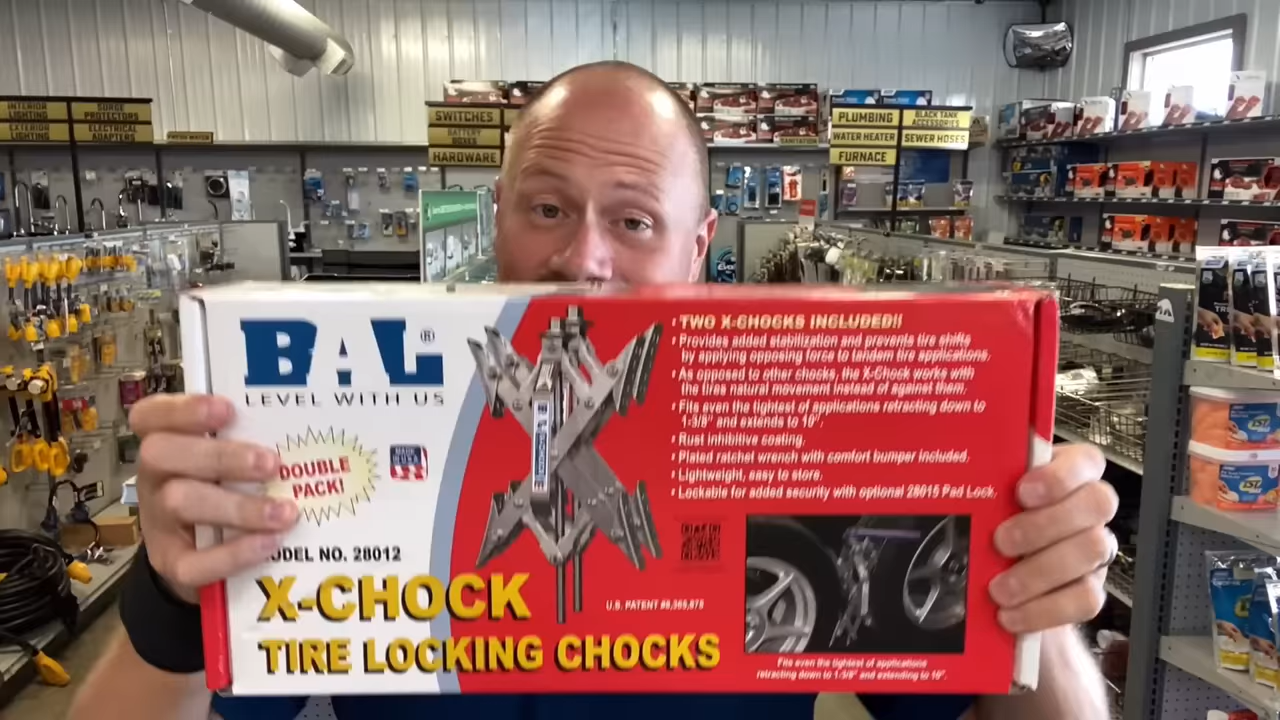 INTERIOR LIGHTING
SURGE PROTECTORS
EXTERIOR LIGHTING
ELECTRICAL ADAPTERS
FRESH WATER
SWITCHES
BATTERY BOXES
HARDWARE
SANITATION
PLUMBING
BLACK TANK ACCESSORIES
WATER HEATER
SEWER HOSES
FURNACE
BAL®
LEVEL WITH US
DOUBLE
PACK!
MADE IN U.S.A.
ODEL NO. 28012
X-CHOCK
TIRE LOCKING CHOCKS
X-CHOCK
• TWO X-CHOCKS INCLUDED!!
• Provides added stabilization and prevents tire shifts
by applying opposing force to tandem tire applications.
• As opposed to other chocks, the X-Chock works with
the tires natural movement instead of against them.
• Fits even the tightest of applications retracting down to
1-3/8" and extends to 10".
• Rust inhibitive coating.
• Plated ratchet wrench with comfort bumper included.
• Lightweight, easy to store.
• Lockable for added security with optional 28015 Pad Lock.
Fits even the tightest of applications
retracting down to 1-3/8" and extending to 10".